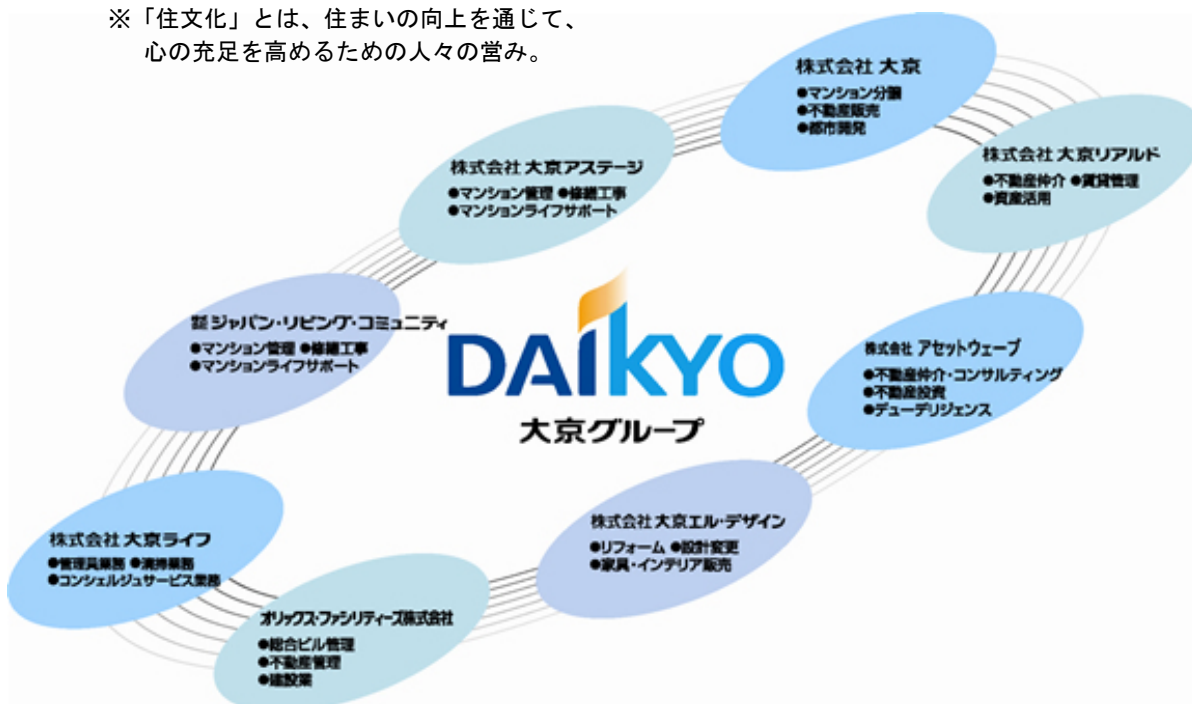 ※「住文化」とは、住まいの向上を通じて、
心の充足を高めるための人々の営み。
株式会社 大京
●マンション分譲
●不動産販売
●都市開発
株式会社 大京リアルド
●不動産仲介 ●賃貸管理
●資産活用
株式会社 大京アステージ
●マンション管理 ●修繕工事
●マンションライフサポート
株式会社 ジャパン・リビング・コミュニティ
●マンション管理 ●修繕工事
●マンションライフサポート
DAIKYO
大京グループ
株式会社 アセットウェーブ
●不動産仲介・コンサルティング
●不動産投資
●デューデリジェンス
株式会社 大京エル・デザイン
●リフォーム ●設計変更
●家具・インテリア販売
株式会社 大京ライフ
●管理員業務 ●清掃業務
●コンシェルジュサービス業務
オリックス・ファシリティーズ株式会社
●総合ビル管理
●不動産管理
●建設業